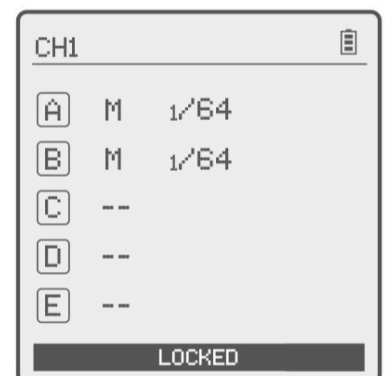 CH1
A M 1/64
B M 1/64
C --
D --
E --
LOCKED